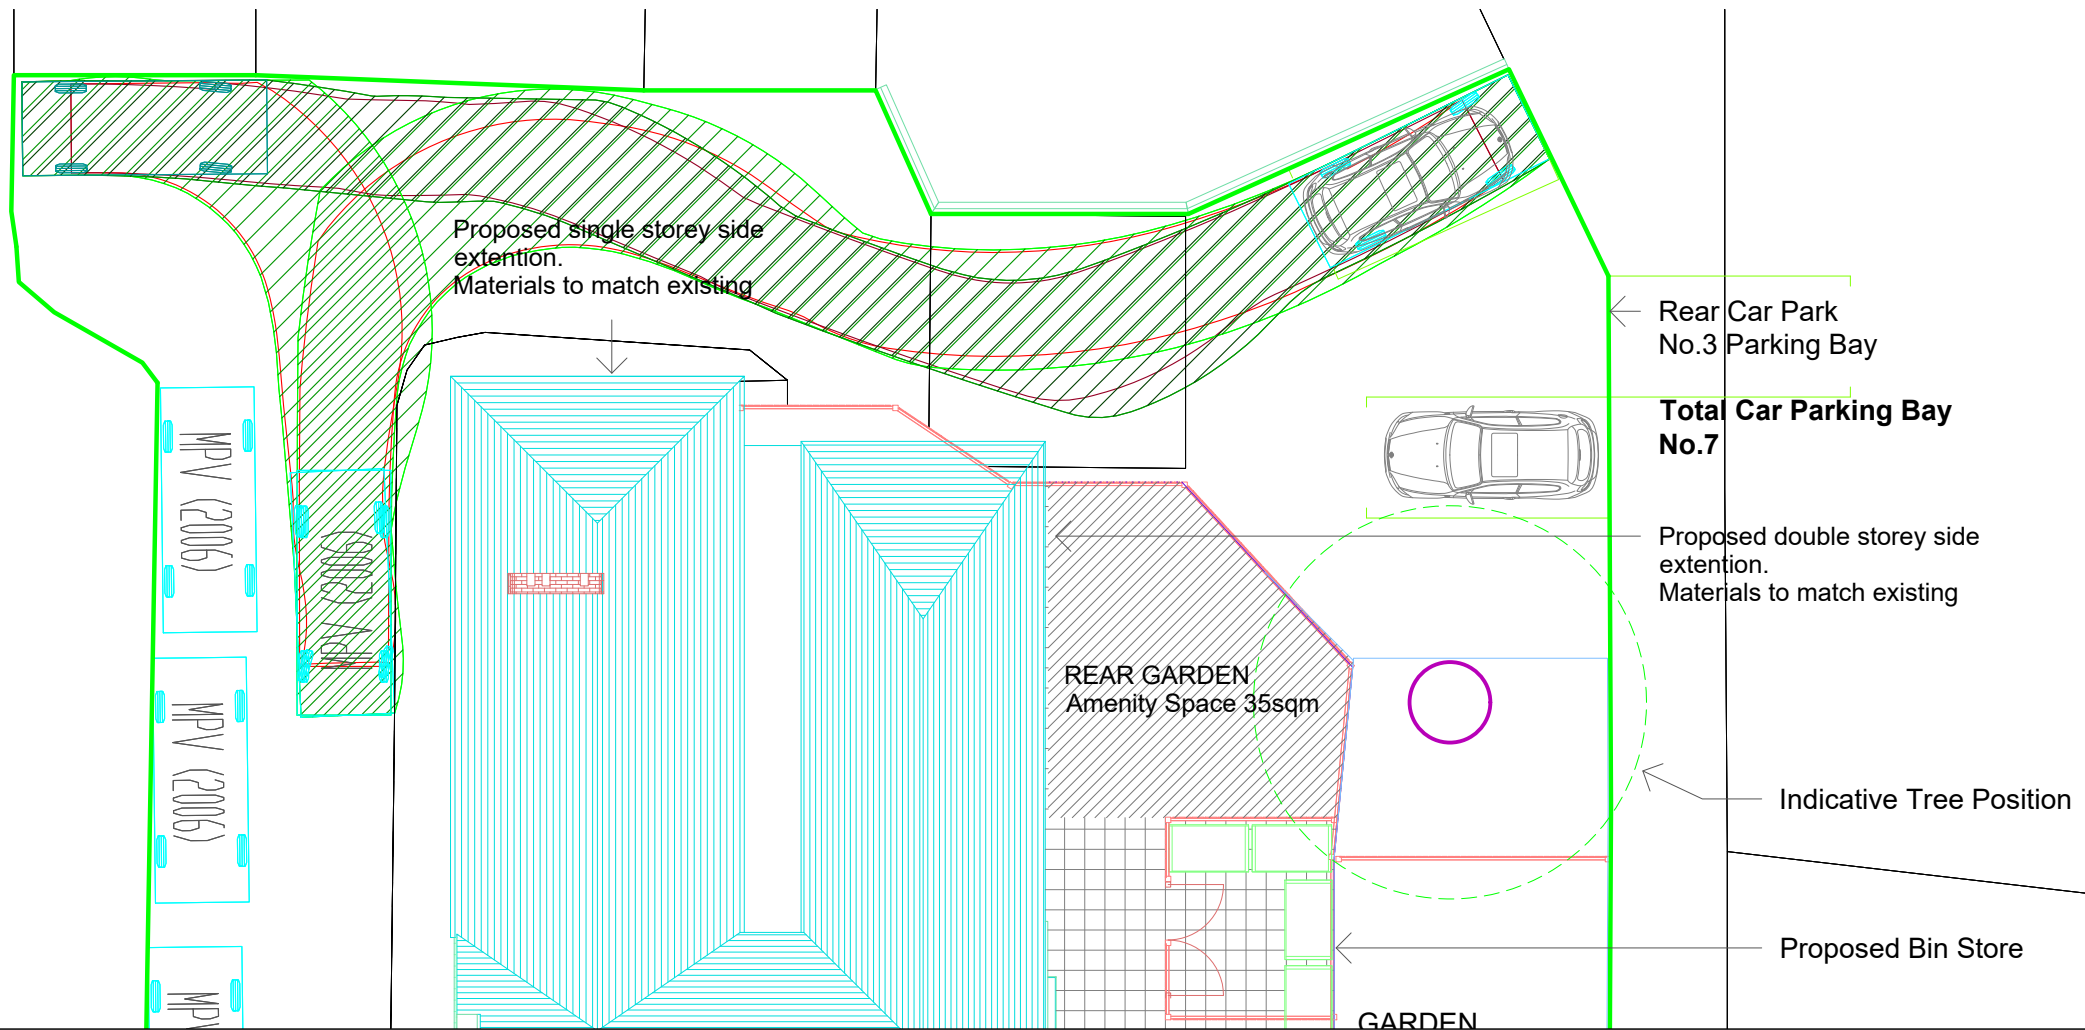 Proposed single storey side
extention.
Materials to match existing
Rear Car Park
No.3 Parking Bay
Total Car Parking Bay
No.7
Proposed double storey side
extention.
Materials to match existing
MPV (2006)
MPV (2006)
MPV (2006)
MPV
REAR GARDEN
Amenity Space 35sqm
Indicative Tree Position
Proposed Bin Store
GARDEN